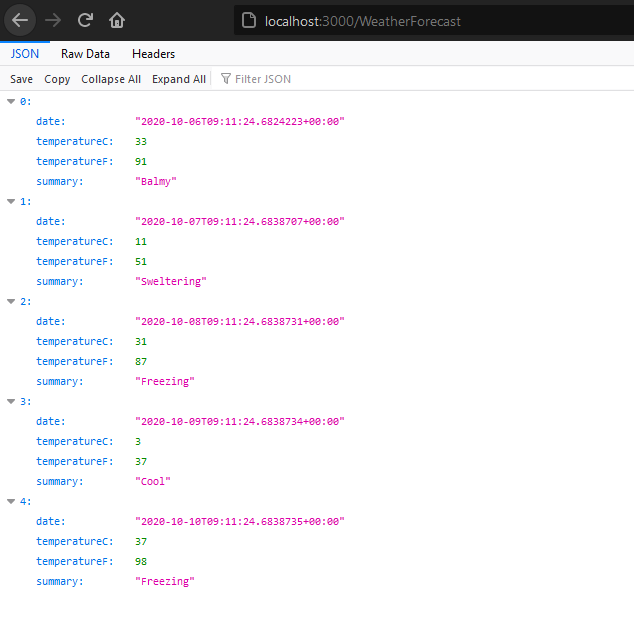 localhost:3000/WeatherForecast
JSON Raw Data Headers
Save Copy Collapse All Expand All Filter JSON
0:
date: "2020-10-06T09:11:24.6824223+00:00"
temperatureC: 33
temperatureF: 91
summary: "Balmy"
1:
date: "2020-10-07T09:11:24.6838707+00:00"
temperatureC: 11
temperatureF: 51
summary: "Sweltering"
2:
date: "2020-10-08T09:11:24.6838731+00:00"
temperatureC: 31
temperatureF: 87
summary: "Freezing"
3:
date: "2020-10-09T09:11:24.6838734+00:00"
temperatureC: 3
temperatureF: 37
summary: "Cool"
4:
date: "2020-10-10T09:11:24.6838735+00:00"
temperatureC: 37
temperatureF: 98
summary: "Freezing"